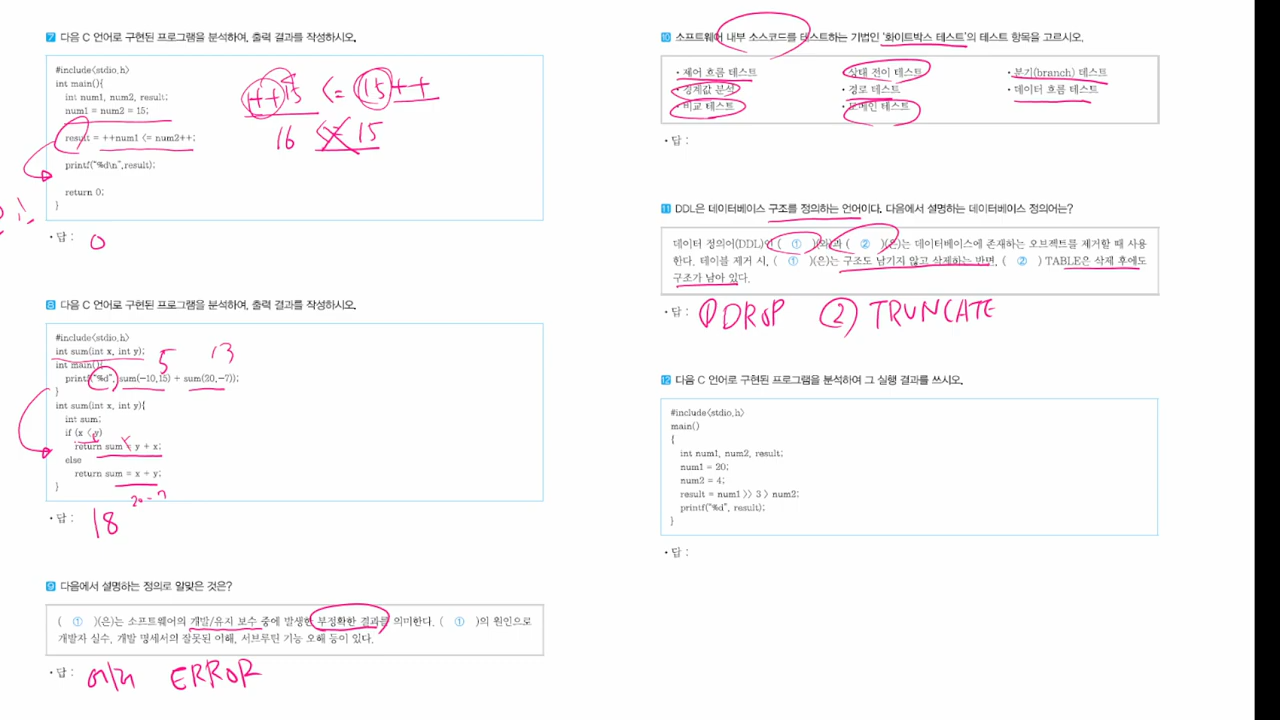 7 다음 C 언어로 구현된 프로그램을 분석하여, 출력 결과를 작성하시오.
#include<stdio.h>
int main(){
int num1, num2, result;
num1 = num2 = 15;
result = ++num1 <= num2++;
printf("%d\n",result);
return 0;
}
++15 <= 15++
16 <= 15
• 답 : 0
8 다음 C 언어로 구현된 프로그램을 분석하여, 출력 결과를 작성하시오.
#include<stdio.h>
int sum(int x, int y);
int main(){
5 13
printf("%d", sum(-10,15) + sum(20,-7));
}
int sum(int x, int y){
int sum;
if (x < y)
return sum = y + x;
else
return sum = x + y;
}
20-7
• 답 : 18
9 다음에서 설명하는 정의로 알맞은 것은?
( ① )(은)는 소프트웨어의 개발/유지 보수 중에 발생한 부정확한 결과를 의미한다. ( ① )의 원인으로
개발자 실수, 개발 명세서의 잘못된 이해, 서브루틴 기능 오해 등이 있다.
• 답 : 에러 ERROR
10 소프트웨어 내부 소스코드를 테스트하는 기법인 '화이트박스 테스트'의 테스트 항목을 고르시오.
• 제어 흐름 테스트 • 상태 전이 테스트 • 분기(branch) 테스트
• 경계값 분석 • 경로 테스트 • 데이터 흐름 테스트
• 비교 테스트 • 도메인 테스트
• 답 :
11 DDL은 데이터베이스 구조를 정의하는 언어이다. 다음에서 설명하는 데이터베이스 정의어는?
데이터 정의어(DDL)인 ( ① )(와)과 ( ② )(은)는 데이터베이스에 존재하는 오브젝트를 제거할 때 사용
한다. 테이블 제거 시, ( ① )(은)는 구조도 남기지 않고 삭제하는 반면, ( ② ) TABLE은 삭제 후에도
구조가 남아 있다.
• 답 : ① DROP ② TRUNCATE
12 다음 C 언어로 구현된 프로그램을 분석하여 그 실행 결과를 쓰시오.
#include<stdio.h>
main()
{
int num1, num2, result;
num1 = 20;
num2 = 4;
result = num1 >> 3 > num2;
printf("%d", result);
}
• 답 :